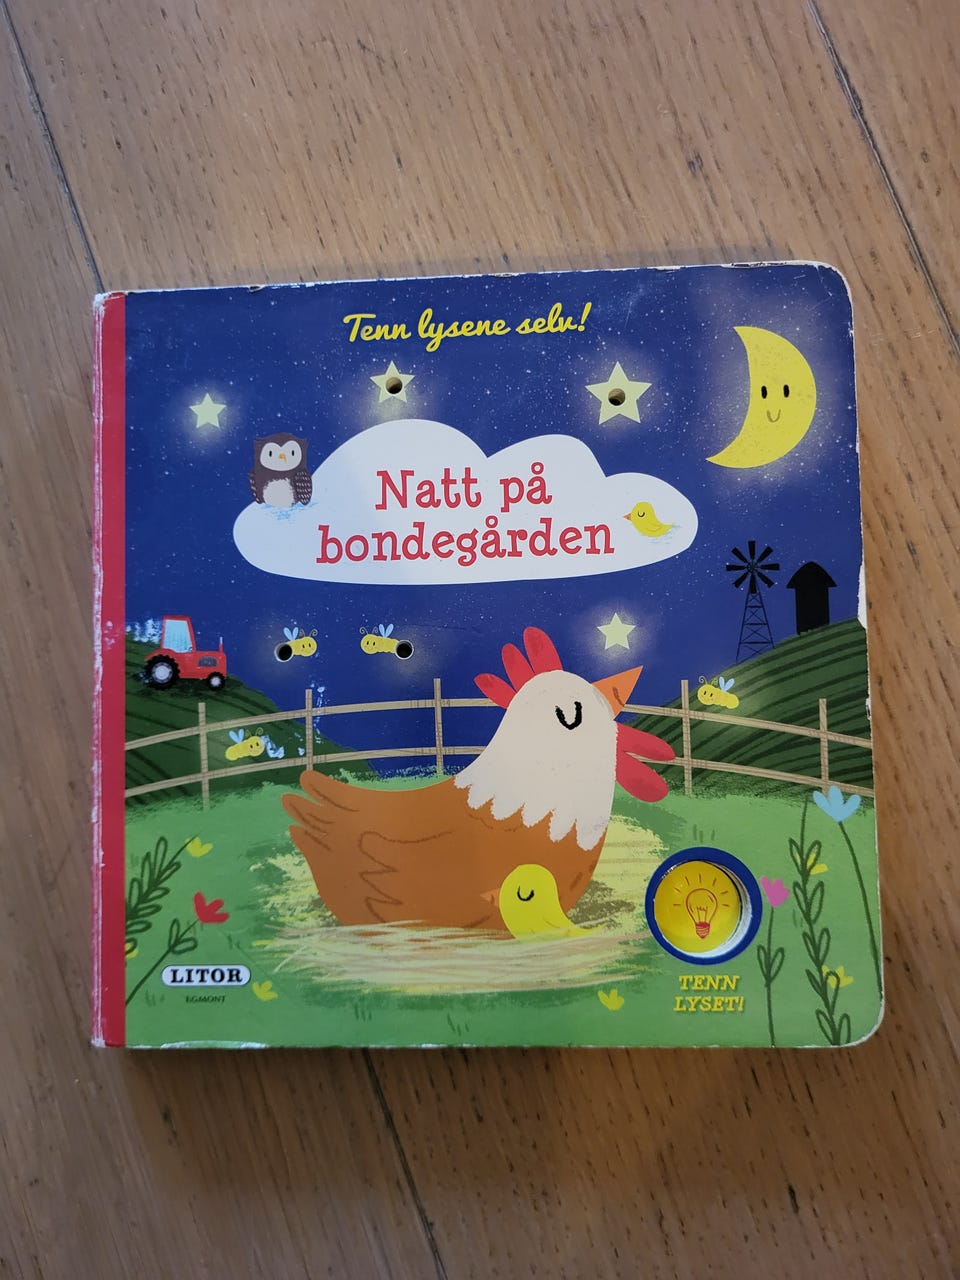 Tenn lysene selv!
Natt på
bondegården
LITOR
EGMONT
TENN
LYSET!